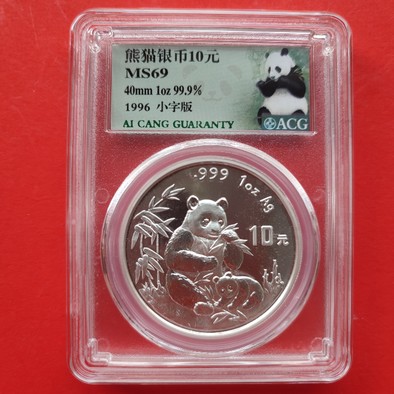 熊猫银币10元
MS69
40mm 1oz 99.9%
1996 小字版
AI CANG GUARANTY
ACG
.999 1oz Ag
10元